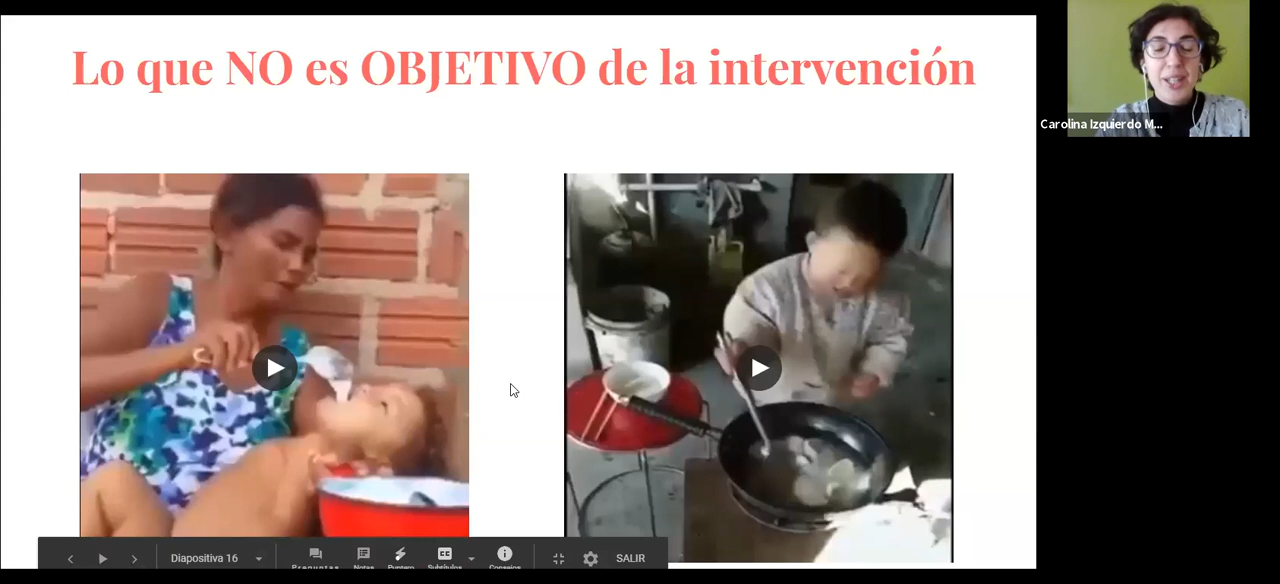 Lo que NO es OBJETIVO de la intervención
Carolina Izquierdo M...
Diapositiva 16
Preguntas
Notas
Puntero
Subtítulos
Consejos
SALIR